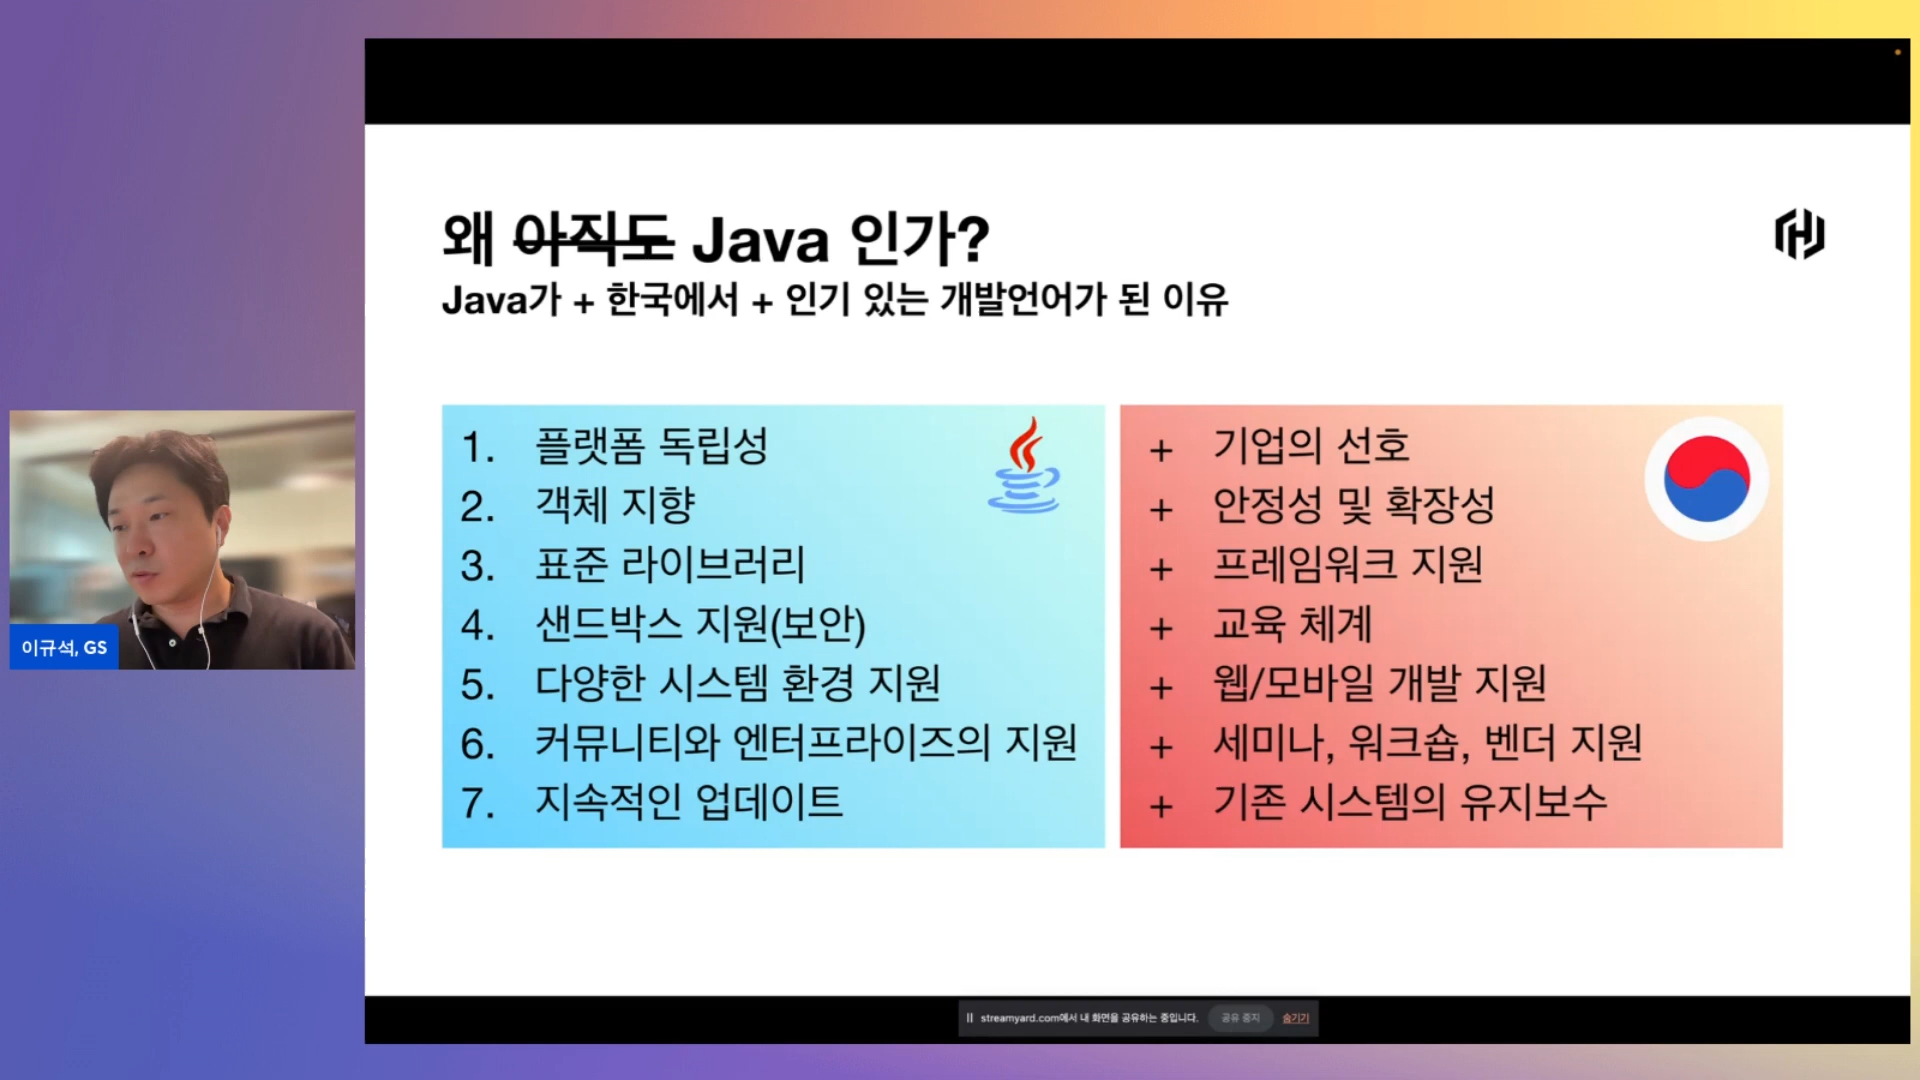 왜 아직도 Java 인가?
Java가 + 한국에서 + 인기 있는 개발언어가 된 이유
1. 플랫폼 독립성
2. 객체 지향
3. 표준 라이브러리
4. 샌드박스 지원(보안)
5. 다양한 시스템 환경 지원
6. 커뮤니티와 엔터프라이즈의 지원
7. 지속적인 업데이트
+ 기업의 선호
+ 안정성 및 확장성
+ 프레임워크 지원
+ 교육 체계
+ 웹/모바일 개발 지원
+ 세미나, 워크숍, 벤더 지원
+ 기존 시스템의 유지보수
이규석, GS
streamyard.com에서 내 화면을 공유하는 중입니다. 공유 중지 숨기기